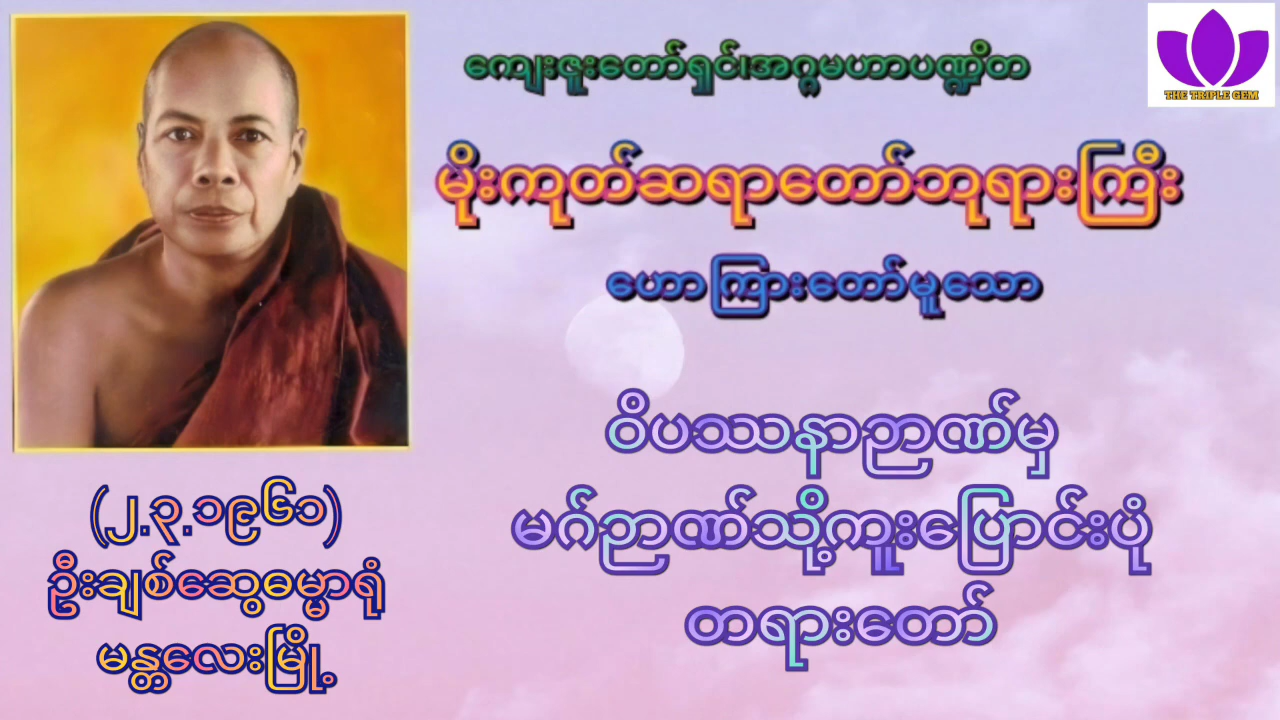 ကျေးဇူးတော်ရှင်၊အဂ္ဂမဟာပဏ္ဍိတ
မိုးကုတ်ဆရာတော်ဘုရားကြီး
ဟောကြားတော်မူသော
ဝိပဿနာဉာဏ်မှ
မဂ်ဉာဏ်သို့ကူးပြောင်းပုံ
တရားတော်
(၂.၃.၁၉၆၁)
ဦးချစ်ဆွေဓမ္မာရုံ
မန္တလေးမြို့
THE TRIPLE GEM